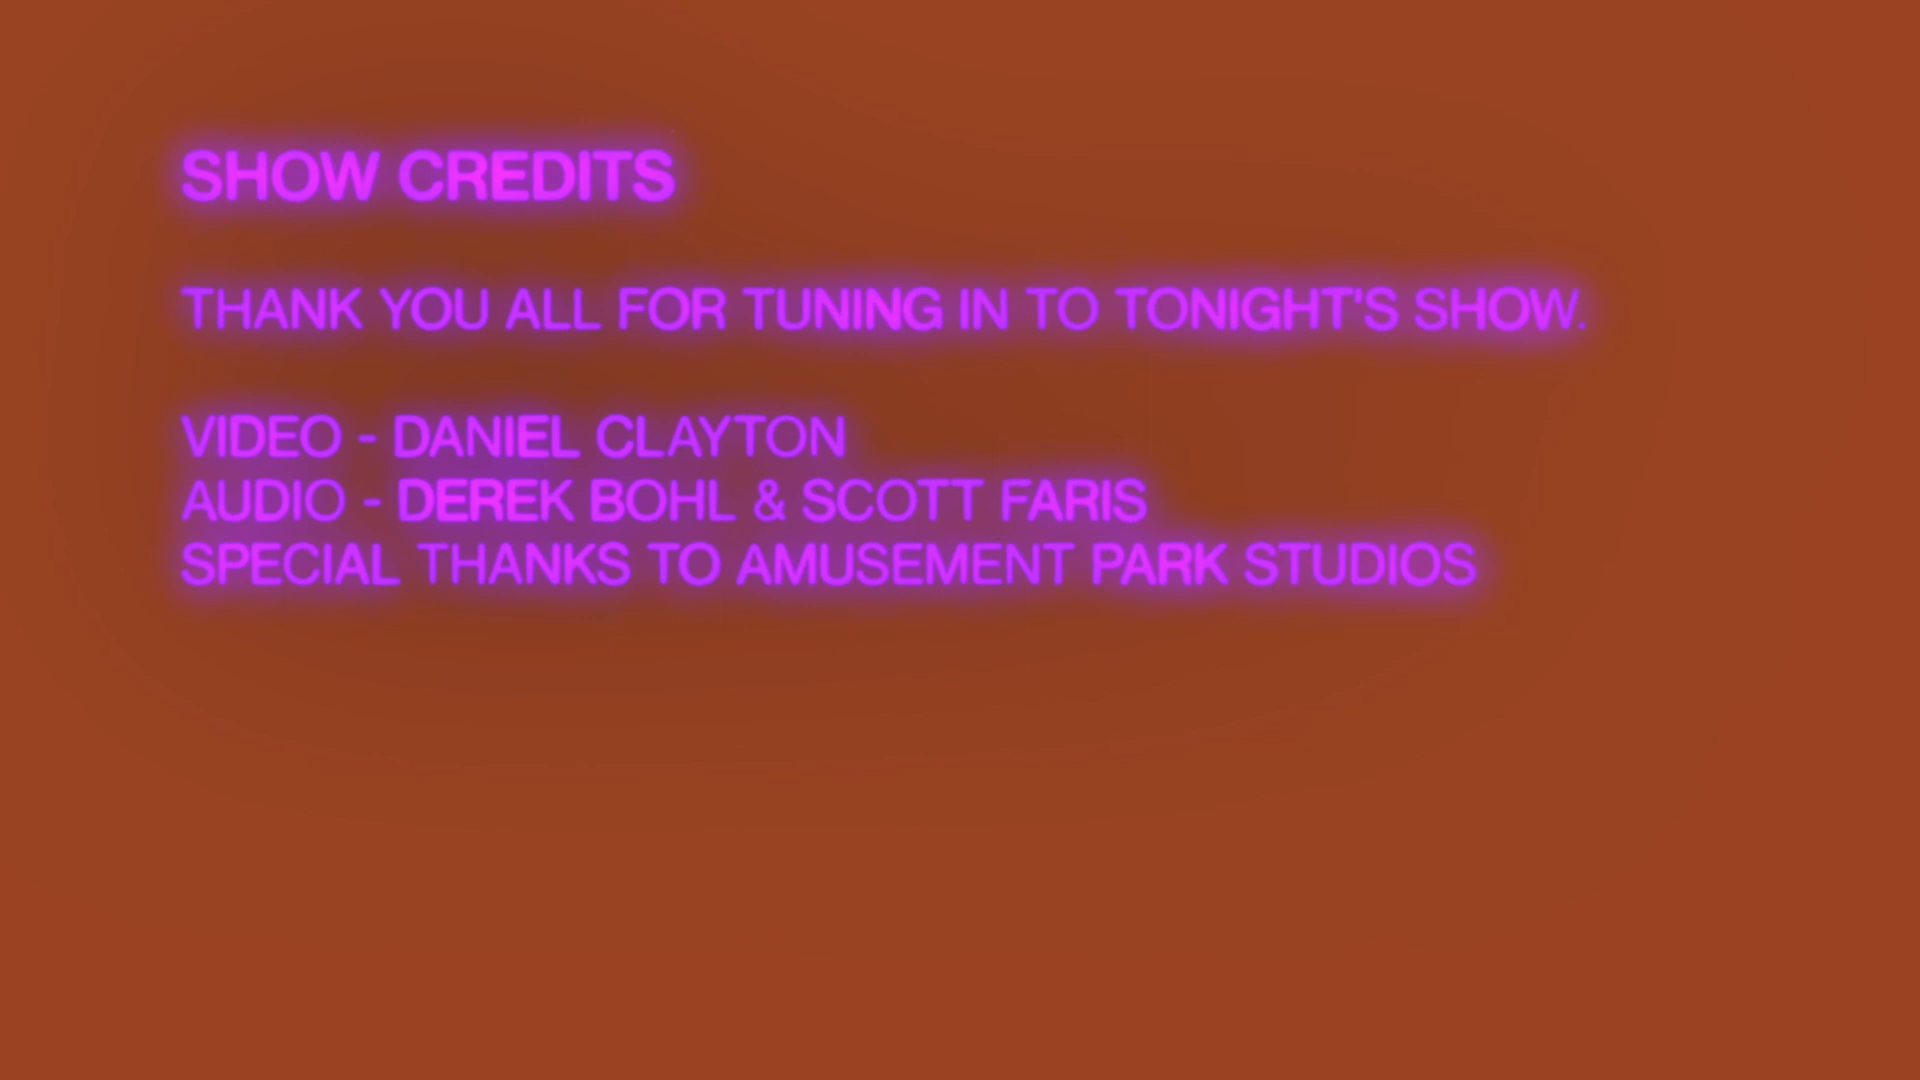 SHOW CREDITS
THANK YOU ALL FOR TUNING IN TO TONIGHT'S SHOW.
VIDEO - DANIEL CLAYTON
AUDIO - DEREK BOHL & SCOTT FARIS
SPECIAL THANKS TO AMUSEMENT PARK STUDIOS